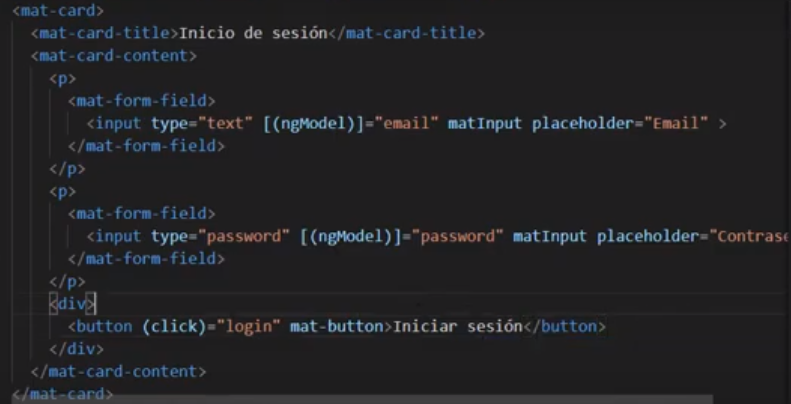 <mat-card>
<mat-card-title>Inicio de sesión</mat-card-title>
<mat-card-content>
<p>
<mat-form-field>
<input type="text" [(ngModel)]="email" matInput placeholder="Email" >
</mat-form-field>
</p>
<p>
<mat-form-field>
<input type="password" [(ngModel)]="password" matInput placeholder="Contras
</mat-form-field>
</p>
<div>
<button (click)="login" mat-button>Iniciar sesión</button>
</div>
</mat-card-content>
</mat-card>